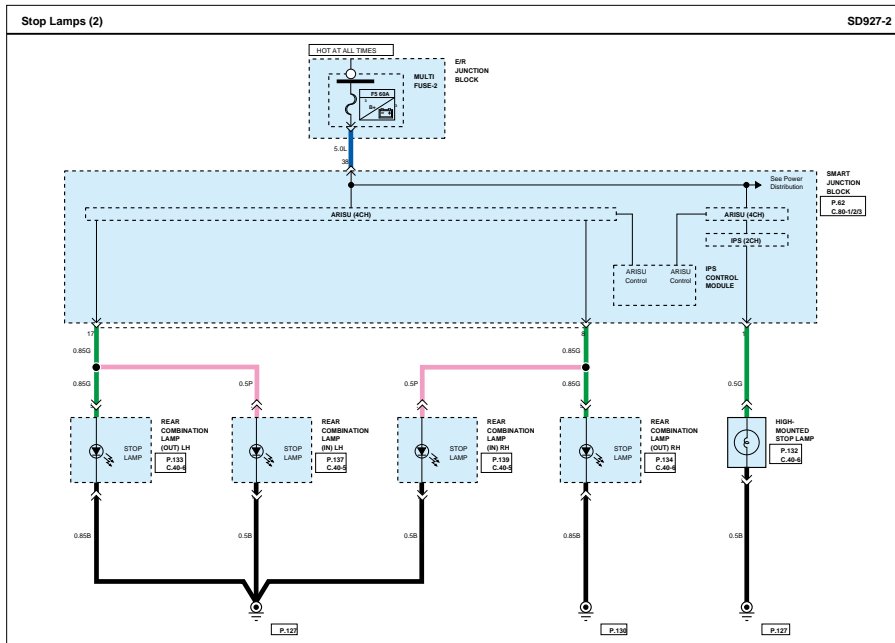 Stop Lamps (2)
SD927-2
HOT AT ALL TIMES
E/R
JUNCTION
BLOCK
MULTI
FUSE-2
F5 60A
B+
5.0L
38
See Power
Distribution
SMART
JUNCTION
BLOCK
P.62
C.80-1/2/3
ARISU (4CH)
ARISU (4CH)
IPS (2CH)
ARISU
Control
ARISU
Control
IPS
CONTROL
MODULE
17
8
1
0.85G
0.85G
0.85G
0.5P
0.5P
0.85G
0.5G
STOP
LAMP
REAR
COMBINATION
LAMP
(OUT) LH
P.133
C.40-6
STOP
LAMP
REAR
COMBINATION
LAMP
(IN) LH
P.137
C.40-5
STOP
LAMP
REAR
COMBINATION
LAMP
(IN) RH
P.139
C.40-5
STOP
LAMP
REAR
COMBINATION
LAMP
(OUT) RH
P.134
C.40-6
HIGH-
MOUNTED
STOP LAMP
P.132
C.40-6
0.85B
0.5B
0.5B
0.85B
0.5B
P.127
P.130
P.127